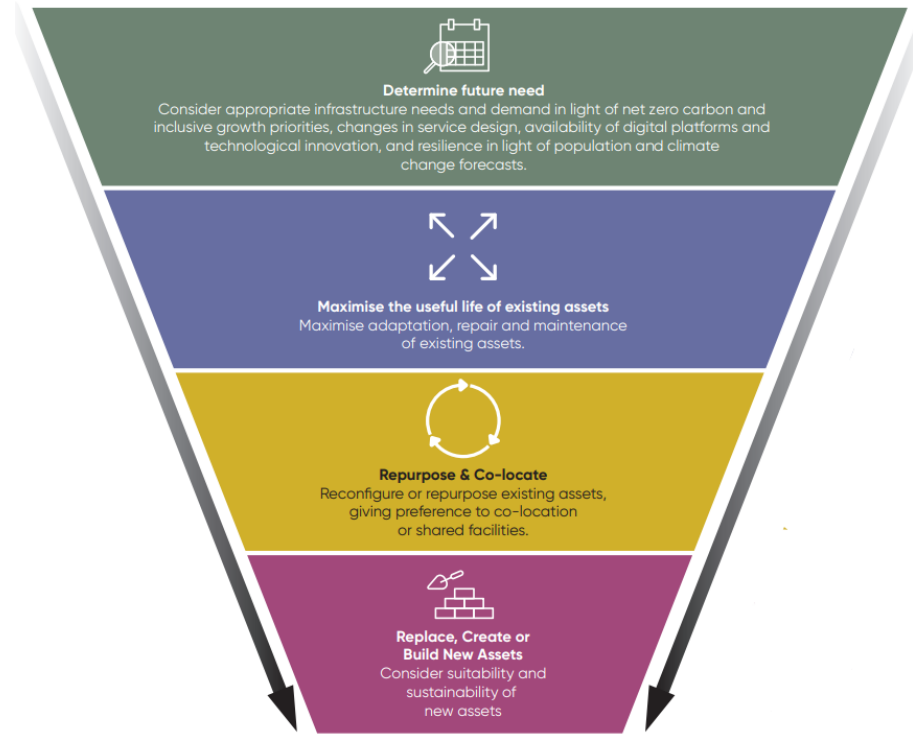 Determine future need
Consider appropriate infrastructure needs and demand in light of net zero carbon and
inclusive growth priorities, changes in service design, availability of digital platforms and
technological innovation, and resilience in light of population and climate
change forecasts.
Maximise the useful life of existing assets
Maximise adaptation, repair and maintenance
of existing assets.
Repurpose & Co-locate
Reconfigure or repurpose existing assets,
giving preference to co-location
or shared facilities.
Replace, Create or
Build New Assets
Consider suitability and
sustainability of
new assets